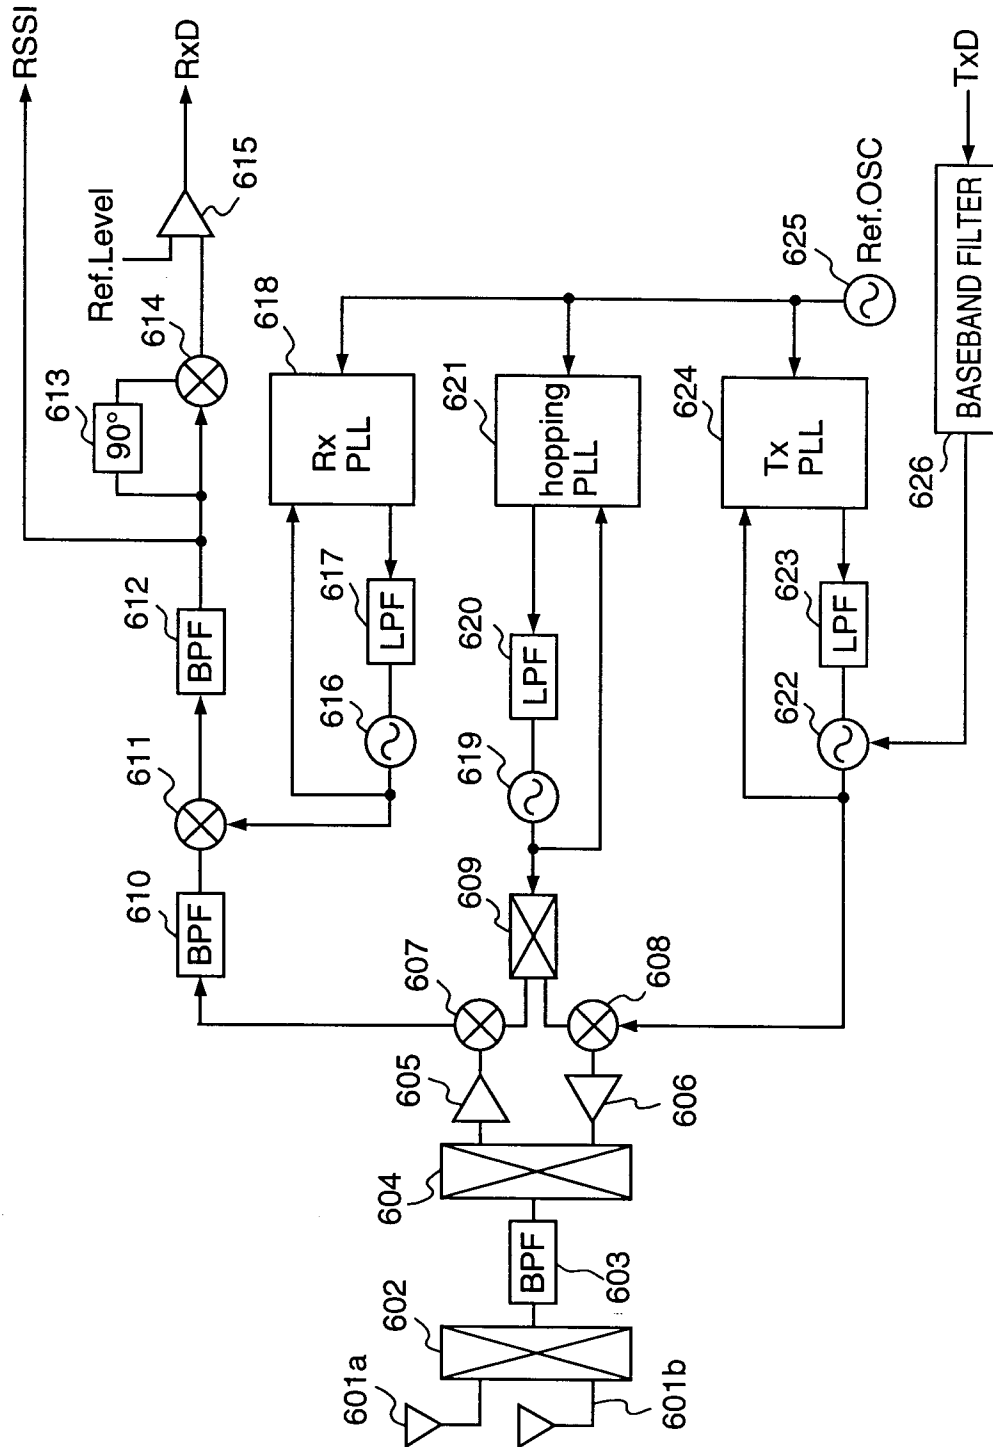 RSSI
RxD
615
Ref.Level
614
613
90°
612
BPF
611
610
BPF
618
Rx
PLL
617
LPF
616
625
Ref.OSC
621
hopping
PLL
620
LPF
619
609
607
608
605
606
604
BPF
603
602
601a
601b
624
Tx
PLL
623
LPF
622
TxD
BASEBAND FILTER
626